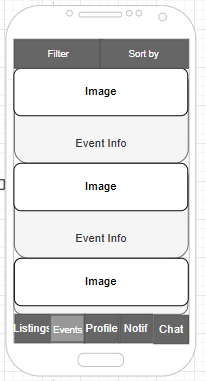 Filter Sort by
Image
Event Info
Image
Event Info
Image
Listings Events Profile Notif Chat